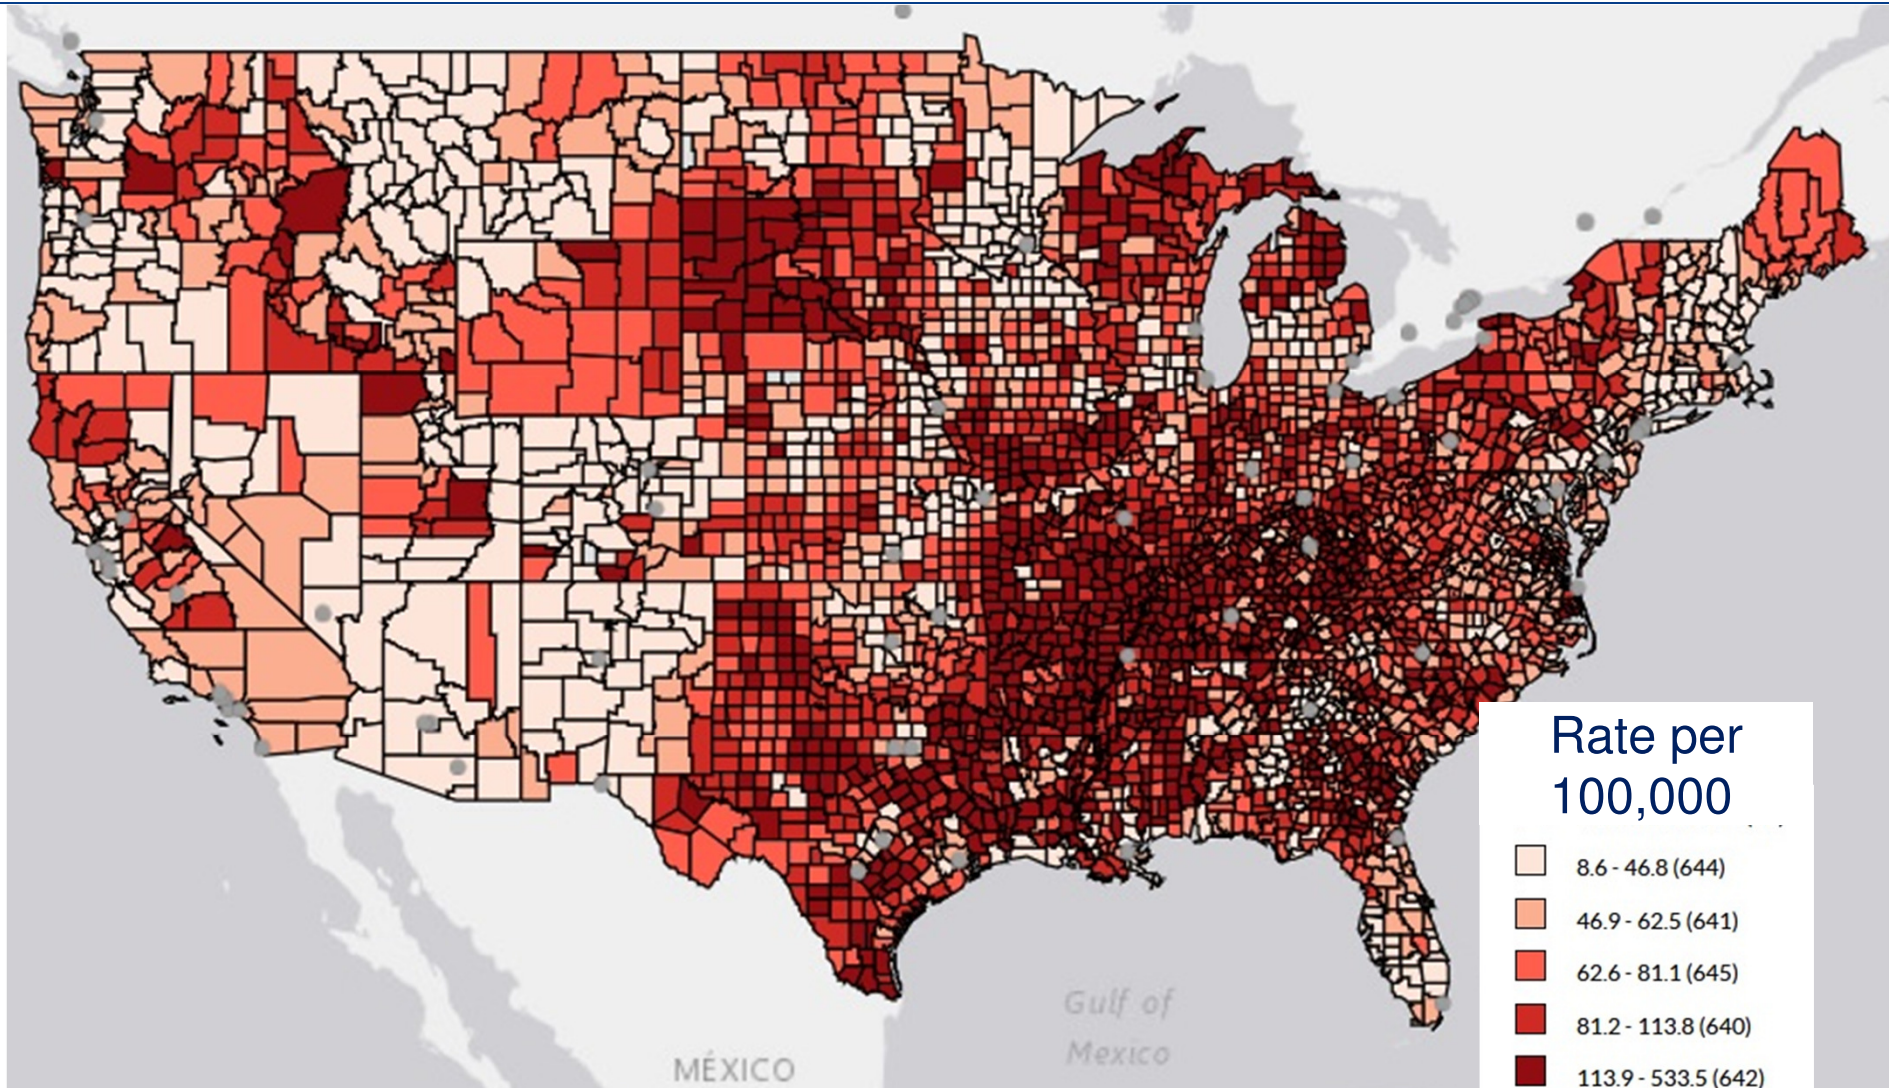 Rate per
100,000
8.6 - 46.8 (644)
46.9 - 62.5 (641)
62.6 - 81.1 (645)
81.2 - 113.8 (640)
113.9 - 533.5 (642)
Gulf of
Mexico
MÉXICO